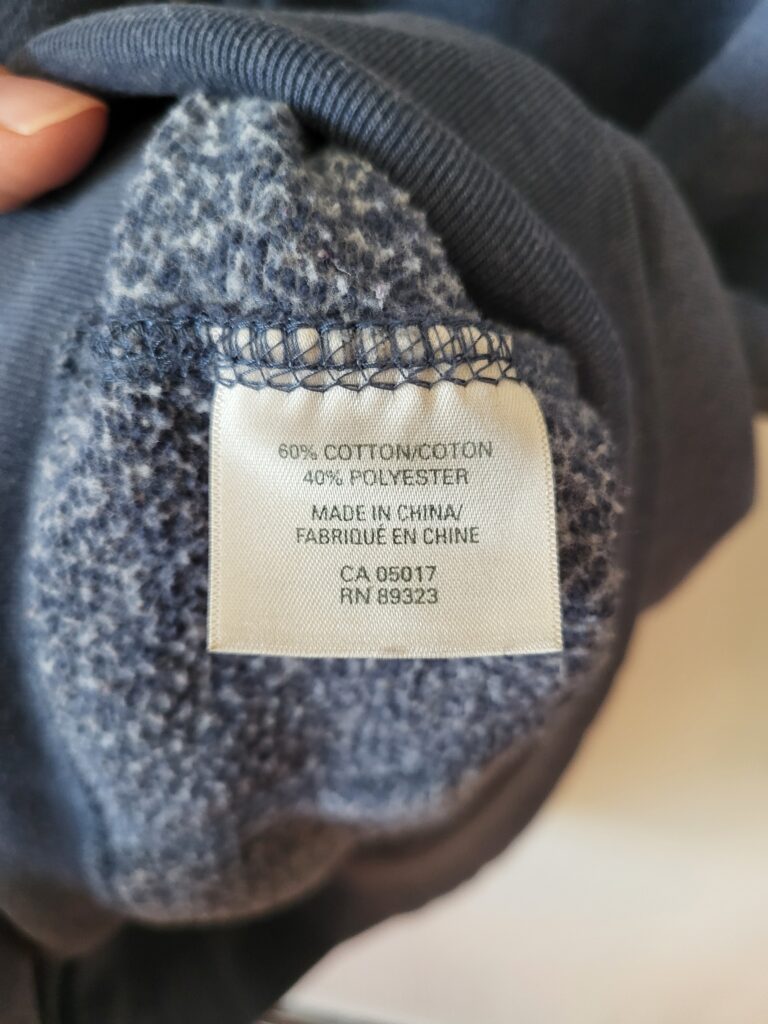 60% COTTON/COTON
40% POLYESTER
MADE IN CHINA/
FABRIQUÉ EN CHINE
CA 05017
RN 89323